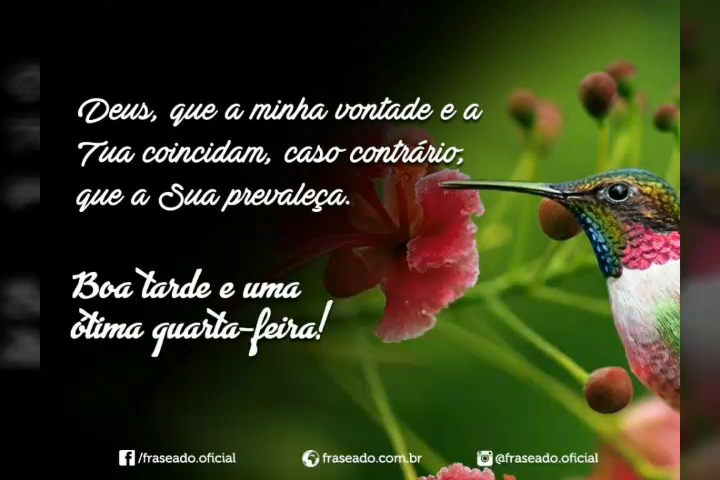 Deus, que a minha vontade e a
Tua coincidam, caso contrário,
que a Sua prevaleça.
Boa tarde e uma
ótima quarta-feira!
/fraseado.oficial fraseado.com.br @fraseado.oficial